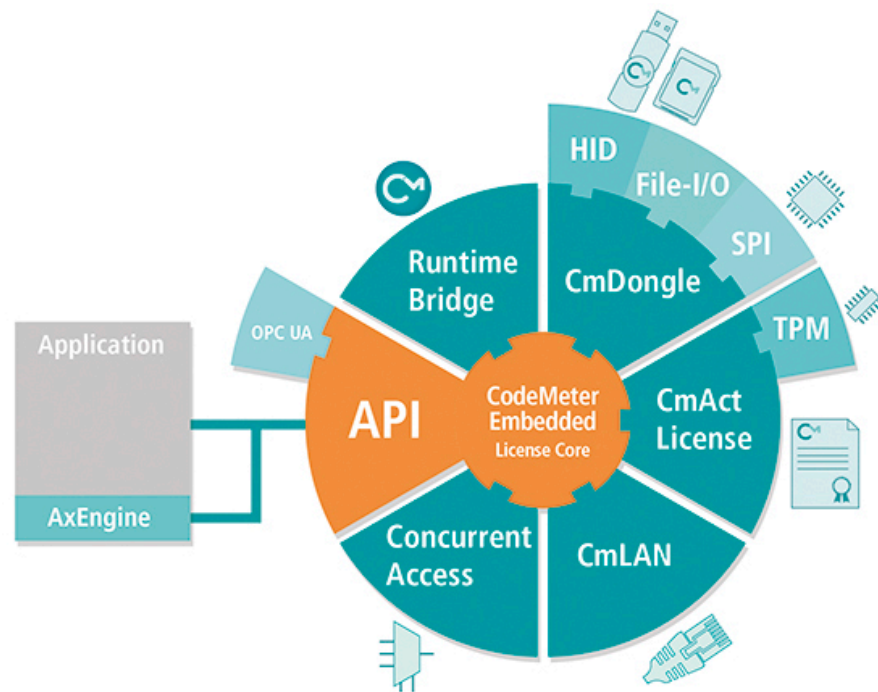 HID
File-I/O
SPI
Runtime
Bridge
CmDongle
TPM
OPC UA
Application
API
CodeMeter
Embedded
License Core
CmAct
License
AxEngine
Concurrent
Access
CmLAN